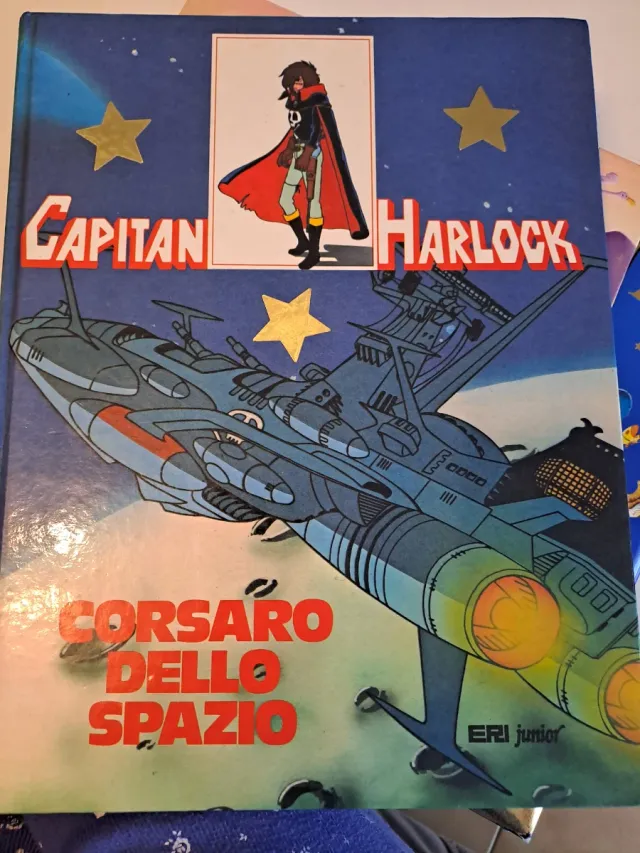 CAPITAN HARLOCK
CORSARO
DELLO
SPAZIO
ERI junior